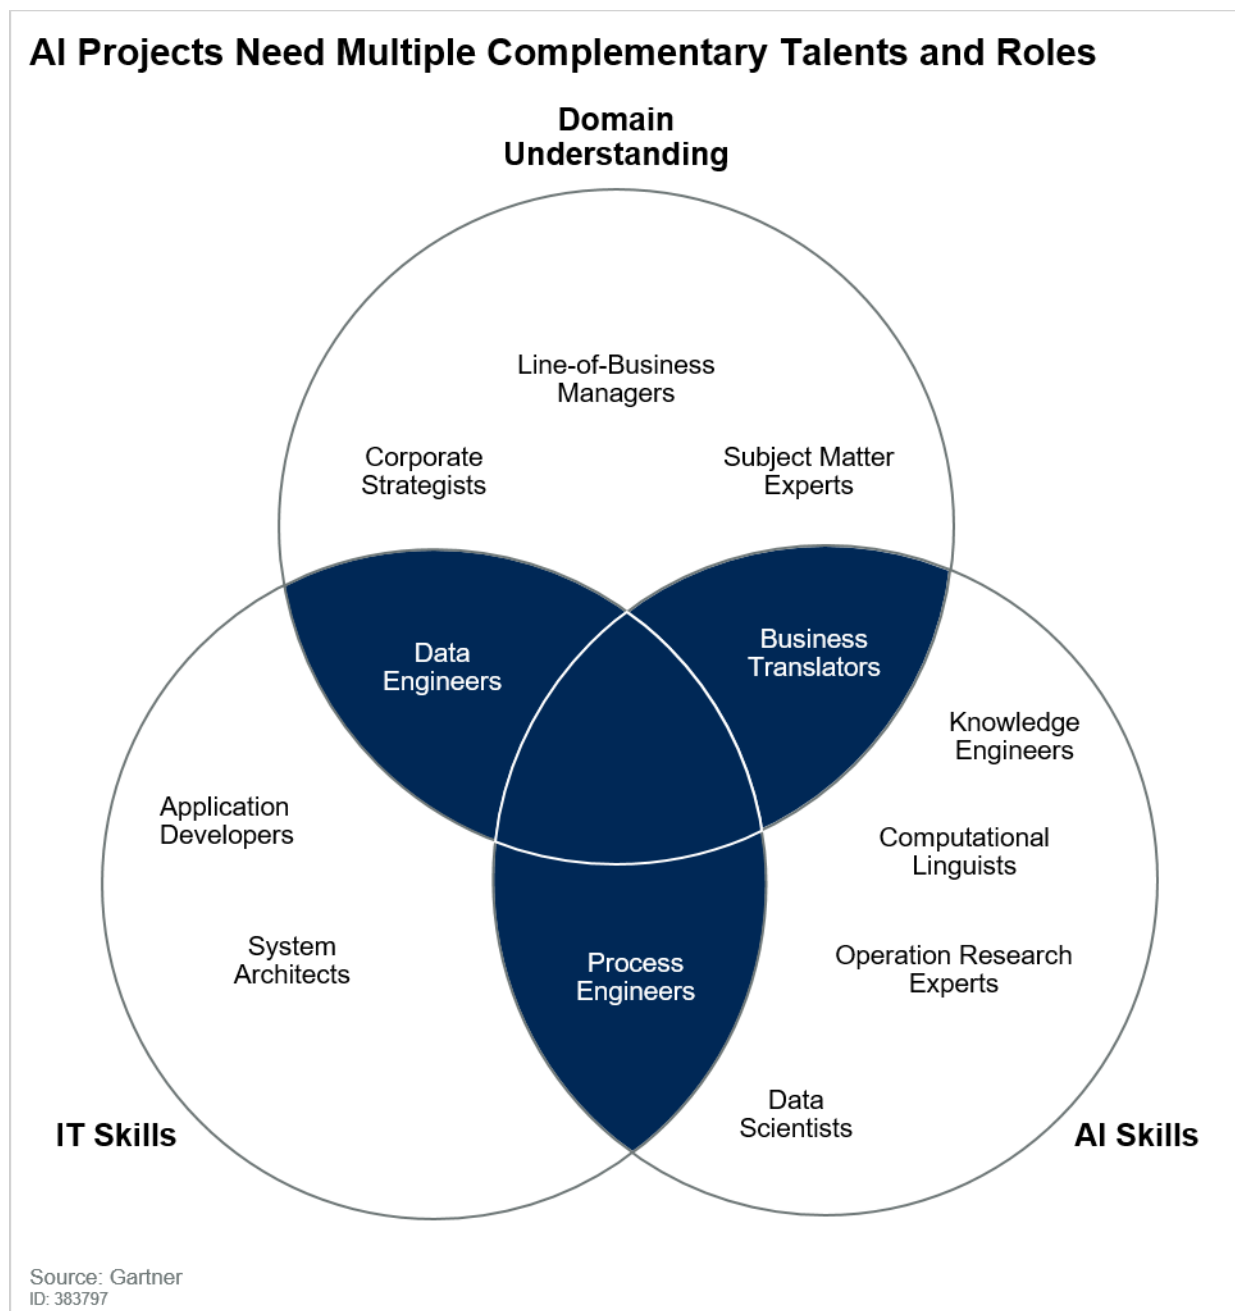 AI Projects Need Multiple Complementary Talents and Roles
Domain
Understanding
Line-of-Business
Managers
Corporate
Strategists
Subject Matter
Experts
Data
Engineers
Business
Translators
Knowledge
Engineers
Application
Developers
Computational
Linguists
System
Architects
Operation Research
Experts
Process
Engineers
Data
Scientists
IT Skills
AI Skills
Source: Gartner
ID: 383797